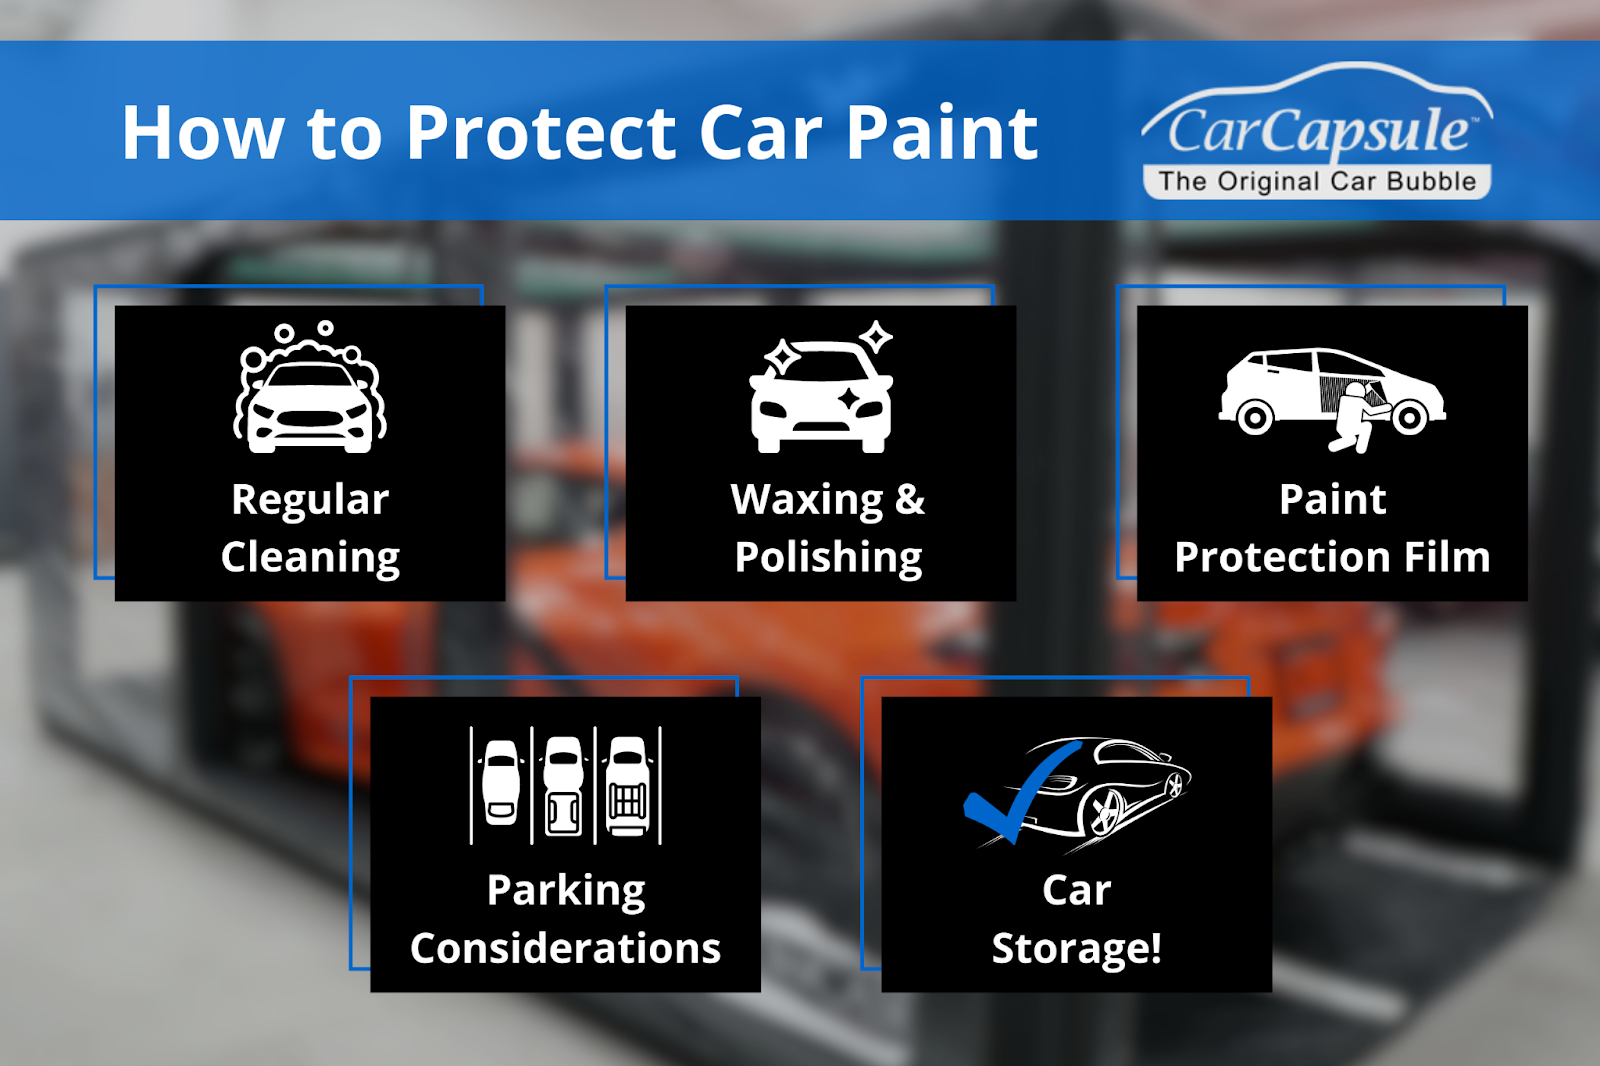 How to Protect Car Paint
CarCapsule™
The Original Car Bubble
Regular
Cleaning
Waxing &
Polishing
Paint
Protection Film
Parking
Considerations
Car
Storage!